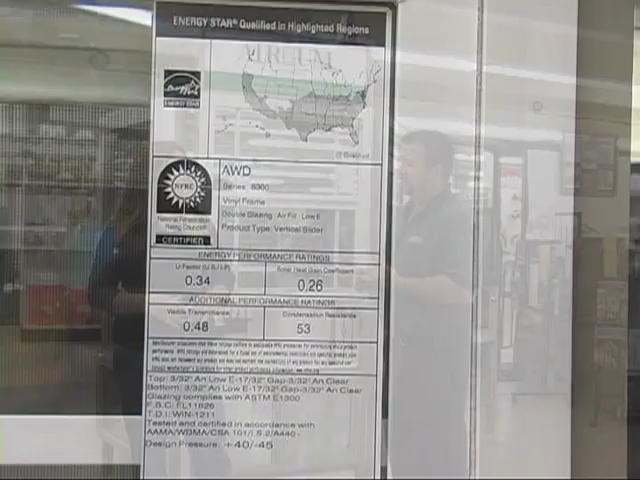 ENERGY STAR® Qualified in Highlighted Regions
ENERGY STAR
Qualified
NFRC
National Fenestration
Rating Council®
CERTIFIED
AWD
Series: 8300
Vinyl Frame
Double Glazing · Air Fill · Low E
Product Type: Vertical Slider
ENERGY PERFORMANCE RATINGS
U-Factor (U.S./I-P)
0.34
Solar Heat Gain Coefficient
0.26
ADDITIONAL PERFORMANCE RATINGS
Visible Transmittance
0.48
Condensation Resistance
53
Top: 3/32" An Low E-17/32" Gap-3/32" An Clear
Bottom: 3/32" An Low E-17/32" Gap-3/32" An Clear
Glazing complies with ASTM E1300
F.B.C: FL11826
T.D.I: WIN-1211
Tested and certified in accordance with
AAMA/WDMA/CSA 101/I.S.2/A440 -
Design Pressure: +40/-45